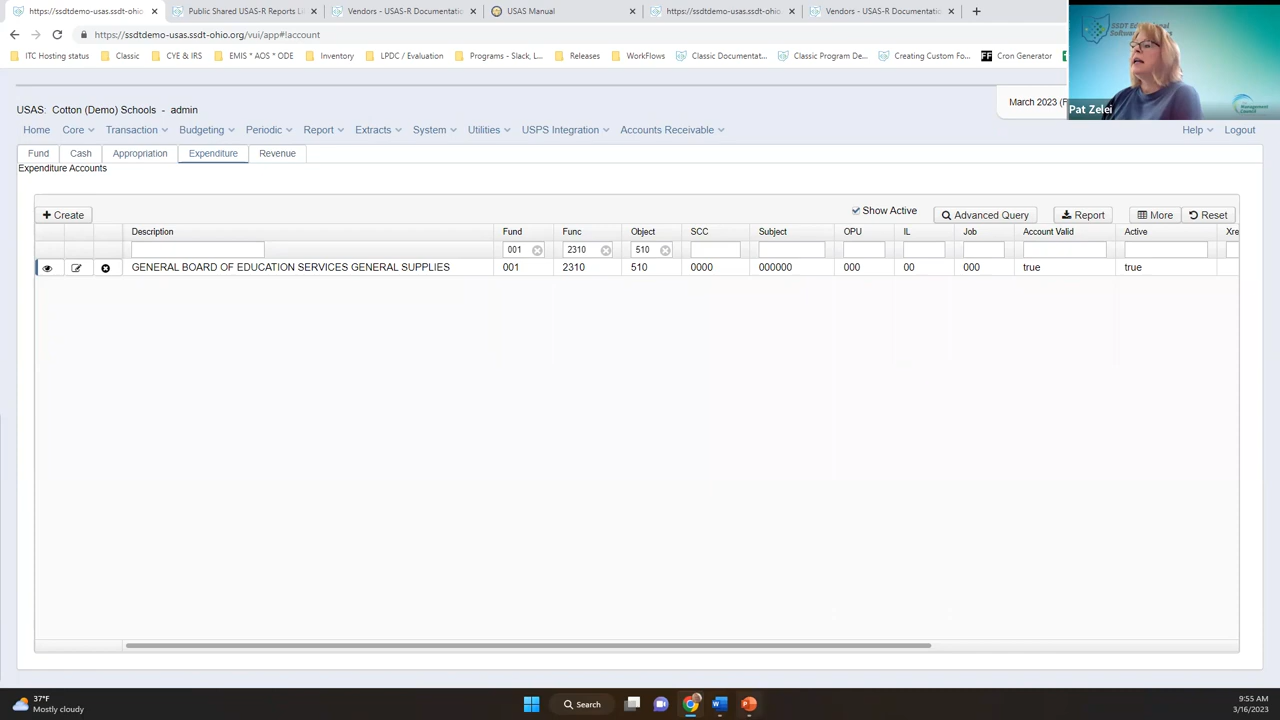 https://ssdtdemo-usas.ssdt-ohio
Public Shared USAS-R Reports Li
Vendors - USAS-R Documentatio
USAS Manual
https://ssdtdemo-usas.ssdt-ohio
Vendors - USAS-R Documentatio
https://ssdtdemo-usas.ssdt-ohio.org/vui/app#!account
ITC Hosting status
Classic
CYE & IRS
EMIS * AOS * ODE
Inventory
LPDC / Evaluation
Programs - Slack, L...
Releases
WorkFlows
Classic Documentat...
Classic Program De...
Creating Custom Fo...
FF Cron Generator
SSDT Educational
Pat Zelei
Management
USAS: Cotton (Demo) Schools - admin
March 2023 (F
Home Core Transaction Budgeting Periodic Report Extracts System Utilities USPS Integration Accounts Receivable Help Logout
Fund Cash Appropriation Expenditure Revenue
Expenditure Accounts
+ Create Show Active Advanced Query Report More Reset
Description Fund Func Object SCC Subject OPU IL Job Account Valid Active Xre
001 2310 510
GENERAL BOARD OF EDUCATION SERVICES GENERAL SUPPLIES 001 2310 510 0000 000000 000 00 000 true true
37°F
Mostly cloudy
Search
9:55 AM
3/16/2023